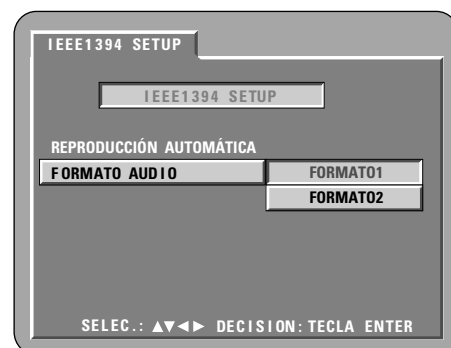 IEEE1394 SETUP
IEEE1394 SETUP
REPRODUCCIÓN AUTOMÁTICA
FORMATO AUDIO FORMATO1
FORMATO2
SELEC.: ▲▼◄► DECISION: TECLA ENTER